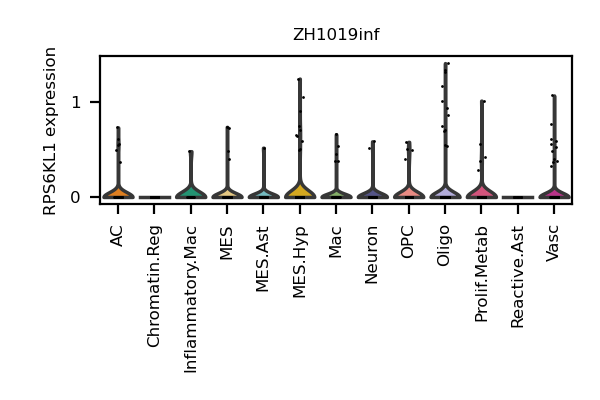 ZH1019inf
RPS6KL1 expression
1
0
AC
Chromatin.Reg
Inflammatory.Mac
MES
MES.Ast
MES.Hyp
Mac
Neuron
OPC
Oligo
Prolif.Metab
Reactive.Ast
Vasc